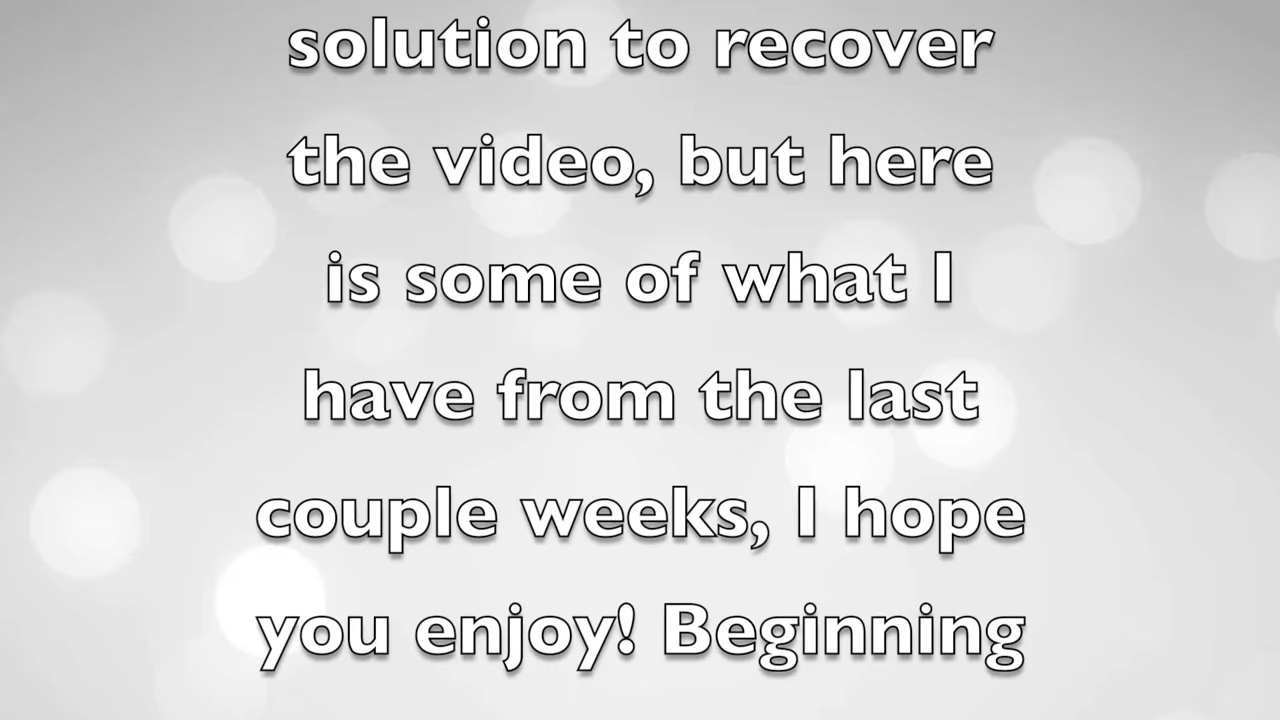 solution to recover
the video, but here
is some of what I
have from the last
couple weeks, I hope
you enjoy! Beginning